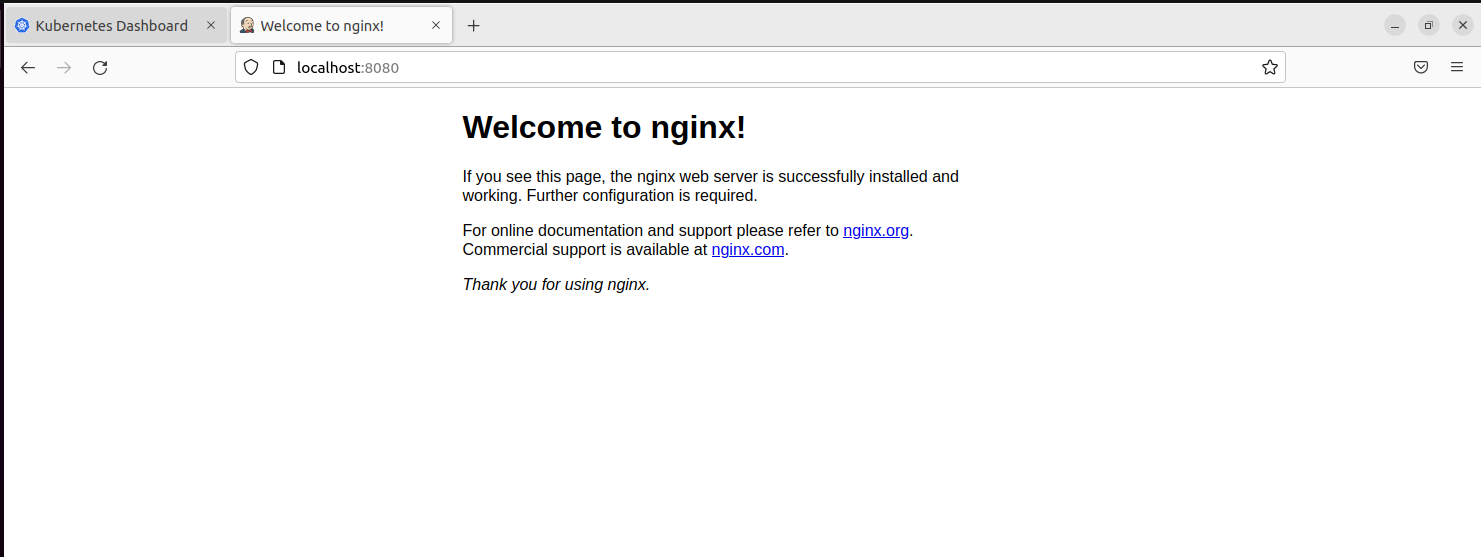 Kubernetes Dashboard
Welcome to nginx!
localhost:8080
Welcome to nginx!
If you see this page, the nginx web server is successfully installed and
working. Further configuration is required.
For online documentation and support please refer to nginx.org.
Commercial support is available at nginx.com.
Thank you for using nginx.